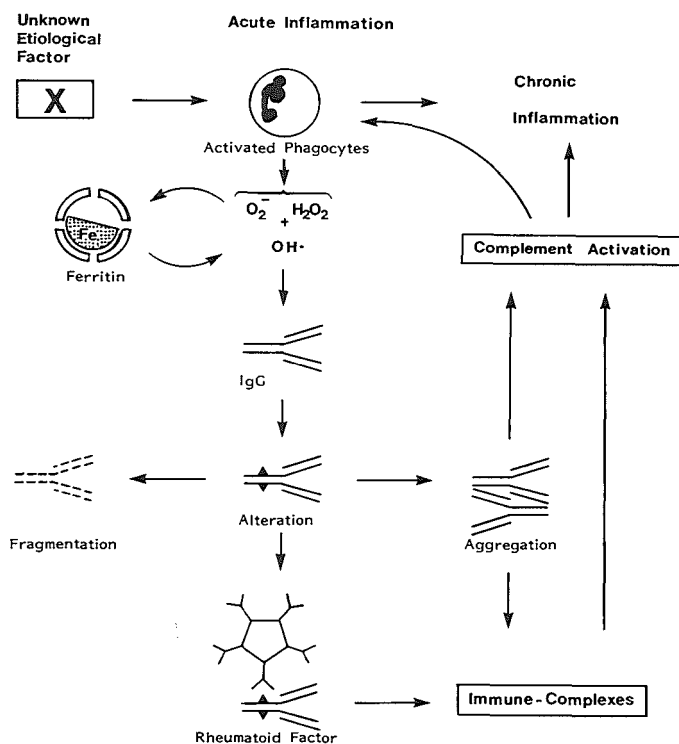 Unknown
Etiological
Factor
X
Acute Inflammation
Activated Phagocytes
Chronic
Inflammation
O₂⁻ + H₂O₂
OH·
Fe
Ferritin
Complement Activation
IgG
Fragmentation
Alteration
Aggregation
Rheumatoid Factor
Immune-Complexes